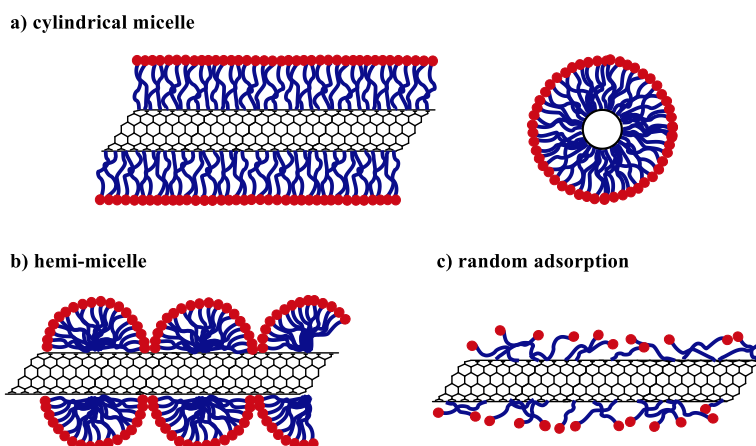 a) cylindrical micelle
b) hemi-micelle
c) random adsorption